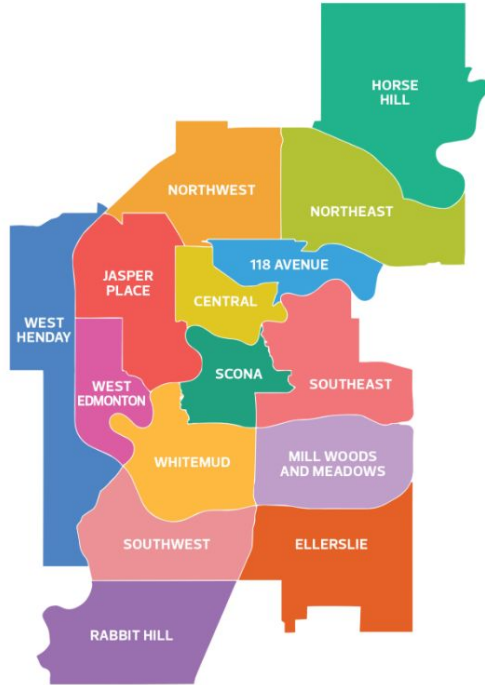 HORSE
HILL
NORTHWEST
NORTHEAST
118 AVENUE
JASPER
PLACE
CENTRAL
WEST
HENDAY
SCONA
WEST
EDMONTON
SOUTHEAST
WHITEMUD
MILL WOODS
AND MEADOWS
SOUTHWEST
ELLERSLIE
RABBIT HILL